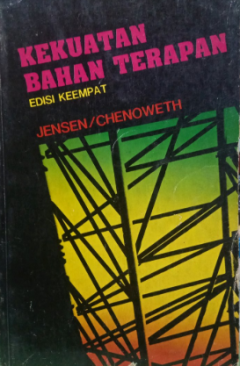 KEKUATAN
BAHAN TERAPAN
EDISI KEEMPAT
JENSEN/CHENOWETH